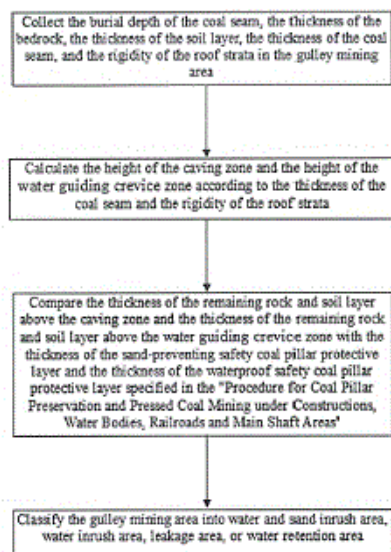 Collect the burial depth of the coal seam, the thickness of the
bedrock, the thickness of the soil layer, the thickness of the coal
seam, and the rigidity of the roof strata in the gulley mining
area
Calculate the height of the caving zone and the height of the
water guiding crevice zone according to the thickness of the
coal seam and the rigidity of the roof strata
Compare the thickness of the remaining rock and soil layer
above the caving zone and the thickness of the remaining rock
and soil layer above the water guiding crevice zone with the
thickness of the sand-preventing safety coal pillar protective
layer and the thickness of the waterproof safety coal pillar
protective layer specified in the "Procedure for Coal Pillar
Preservation and Pressed Coal Mining under Constructions,
Water Bodies, Railroads and Main Shaft Areas"
Classify the gulley mining area into water and sand inrush area,
water inrush area, leakage area, or water retention area